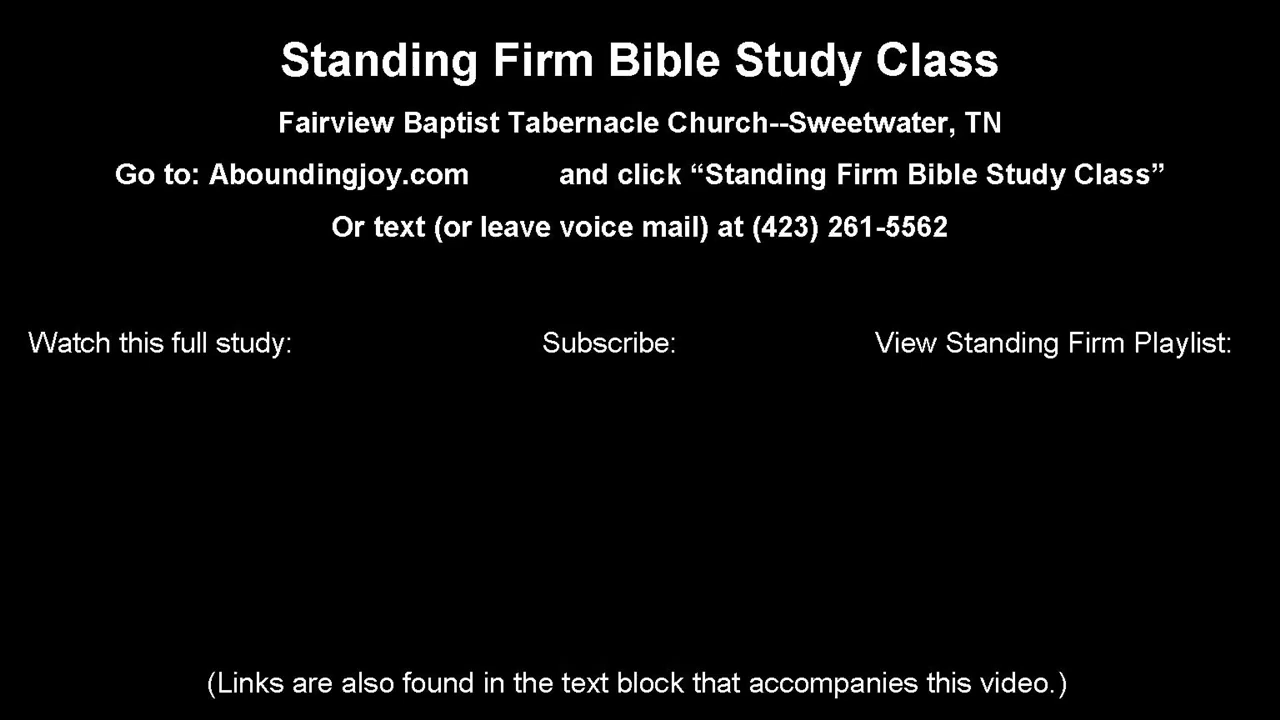 Standing Firm Bible Study Class
Fairview Baptist Tabernacle Church--Sweetwater, TN
Go to: Aboundingjoy.com and click “Standing Firm Bible Study Class”
Or text (or leave voice mail) at (423) 261-5562
Watch this full study: Subscribe: View Standing Firm Playlist:
(Links are also found in the text block that accompanies this video.)